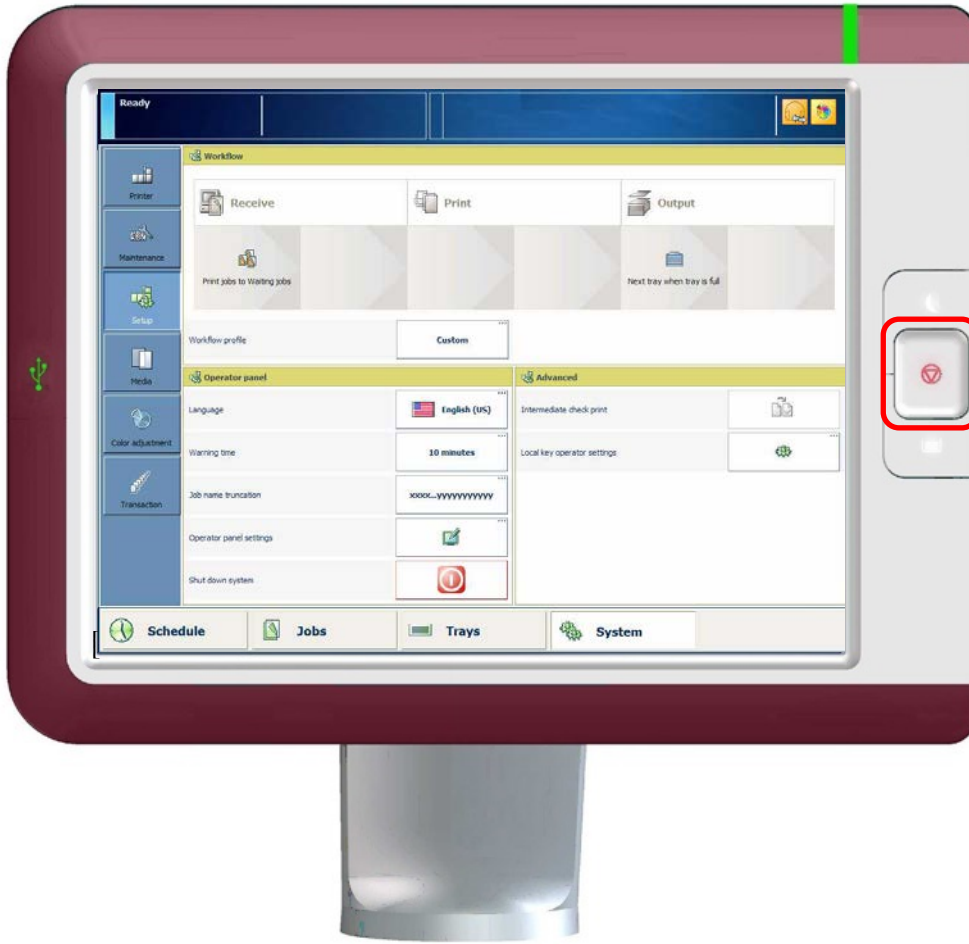 Ready
Printer
Maintenance
Setup
Media
Color adjustment
Transaction
Workflow
Receive
Print
Output
Print jobs to Waiting jobs
Next tray when tray is full
Workflow profile
Custom
Operator panel
Language
English (US)
Warning time
10 minutes
Job name truncation
xxxx...yyyyyyyyyyy
Operator panel settings
Shut down system
Advanced
Intermediate check print
Local key operator settings
Schedule
Jobs
Trays
System